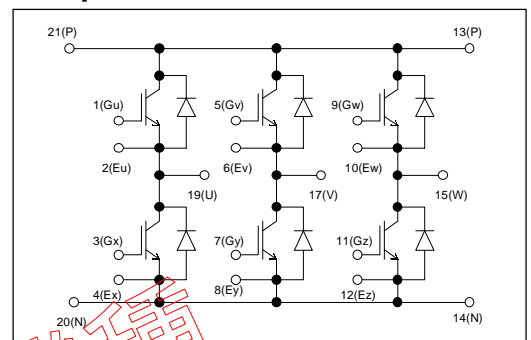 21(P)
13(P)
1(Gu)
5(Gv)
9(Gw)
2(Eu)
6(Ev)
10(Ew)
19(U)
17(V)
15(W)
3(Gx)
7(Gy)
11(Gz)
4(Ex)
8(Ey)
12(Ez)
20(N)
14(N)